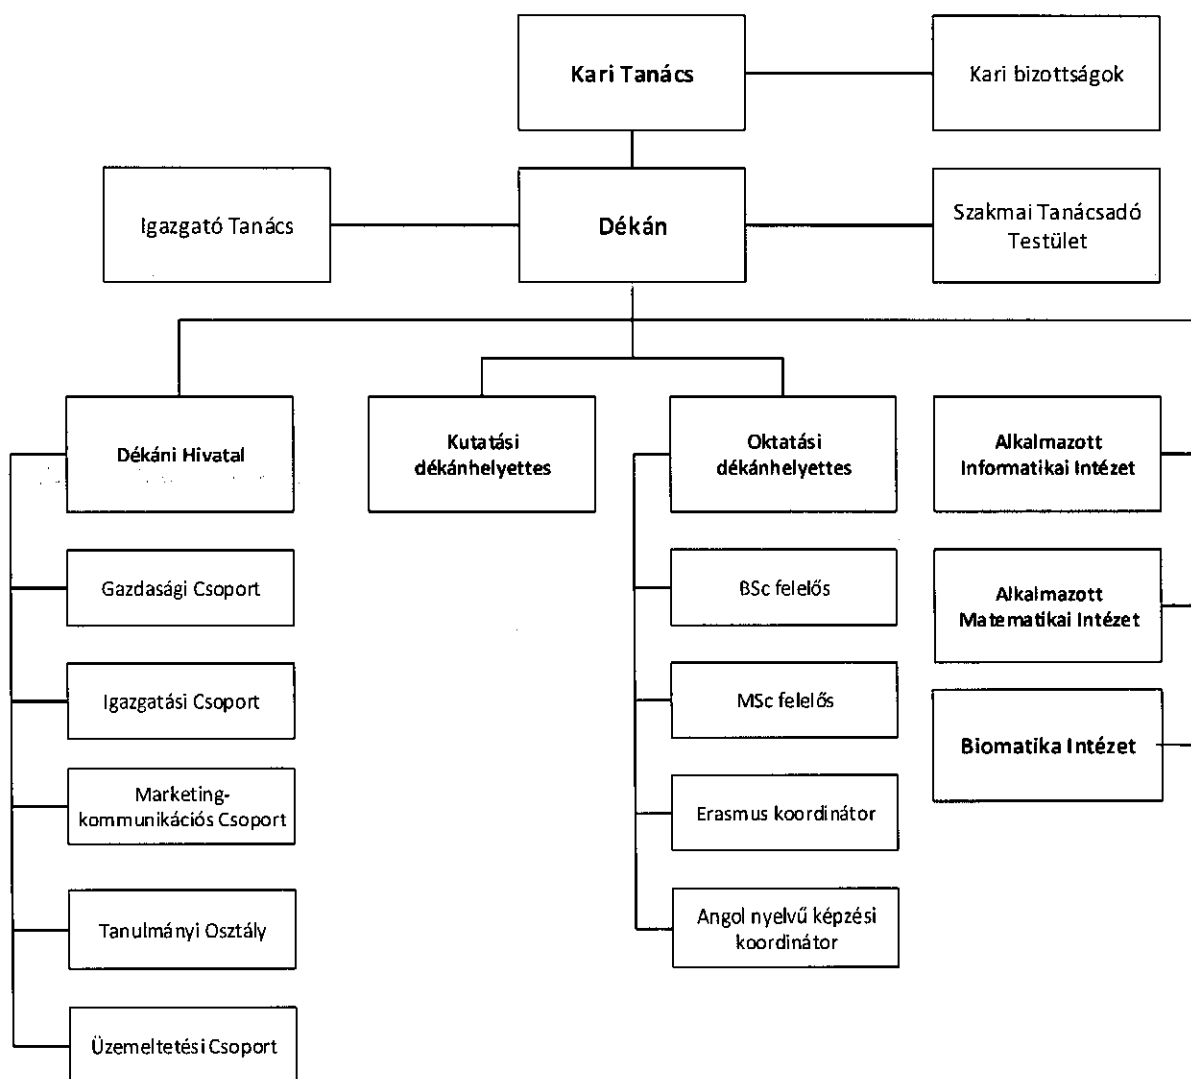 Kari Tanács
Kari bizottságok
Igazgató Tanács
Dékán
Szakmai Tanácsadó
Testület
Dékáni Hivatal
Kutatási
dékánhelyettes
Oktatási
dékánhelyettes
Alkalmazott
Informatikai Intézet
Gazdasági Csoport
BSc felelős
Alkalmazott
Matematikai Intézet
Igazgatási Csoport
MSc felelős
Biomatika Intézet
Marketing-
kommunikációs Csoport
Erasmus koordinátor
Tanulmányi Osztály
Angol nyelvű képzési
koordinátor
Üzemeltetési Csoport